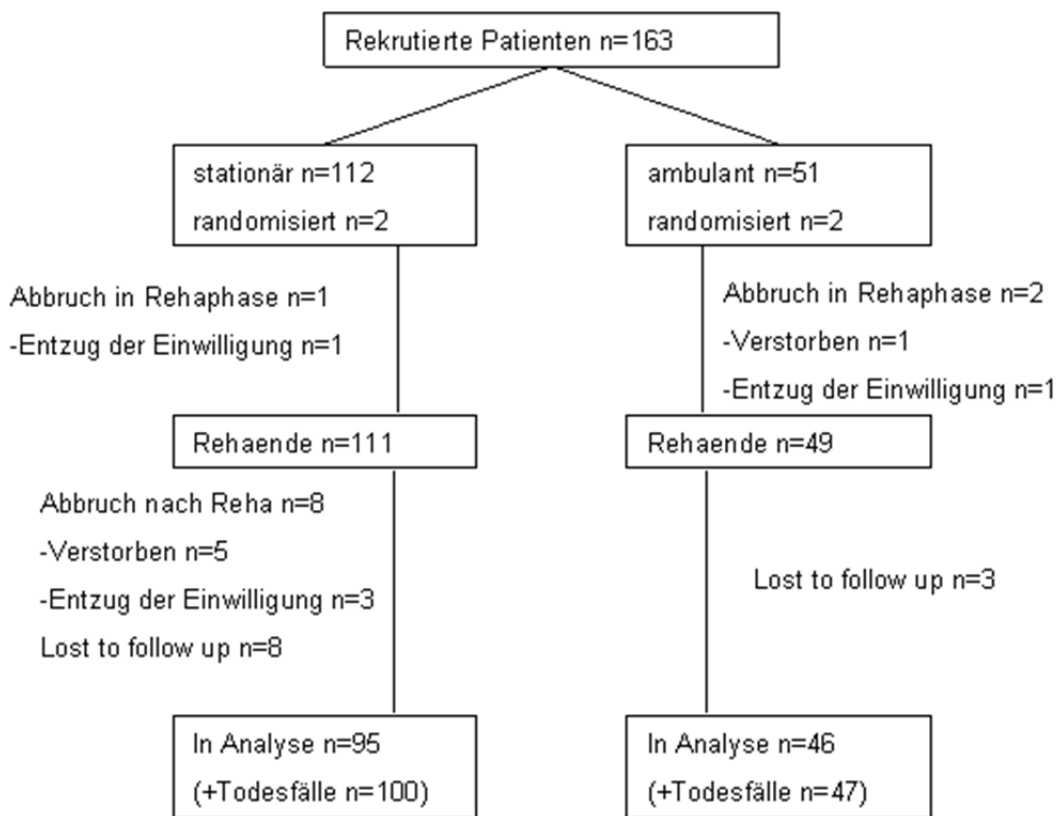 Rekrutierte Patienten n=163
stationär n=112
randomisiert n=2
ambulant n=51
randomisiert n=2
Abbruch in Rehaphase n=1
-Entzug der Einwilligung n=1
Abbruch in Rehaphase n=2
-Verstorben n=1
-Entzug der Einwilligung n=1
Rehaende n=111
Rehaende n=49
Abbruch nach Reha n=8
-Verstorben n=5
-Entzug der Einwilligung n=3
Lost to follow up n=8
Lost to follow up n=3
In Analyse n=95
(+Todesfälle n=100)
In Analyse n=46
(+Todesfälle n=47)